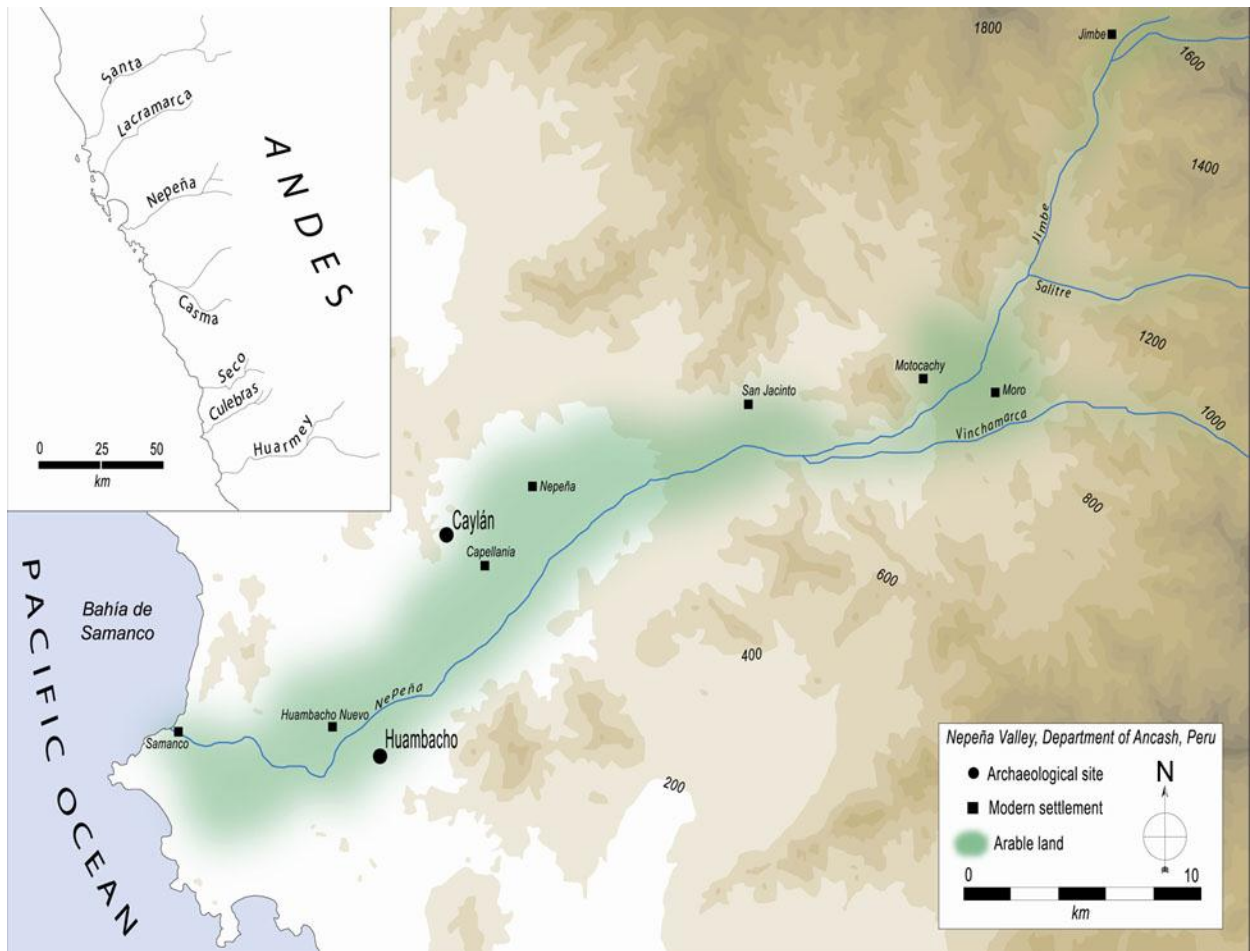 Santa
Lacramarca
Nepeña
Casma
Seco
Culebras
Huarmey
ANDES
0 25 50
km
1800
Jimbe
1600
1400
Jimbe
Salitre
1200
Motocachy
San Jacinto
Moro
Vinchamarca
1000
Nepeña
800
Caylán
Capellanía
600
PACIFIC OCEAN
Bahía de
Samanco
400
Nepeña
Huambacho Nuevo
Samanco
Huambacho
200
Nepeña Valley, Department of Ancash, Peru
Archaeological site
N
Modern settlement
Arable land
0 10
km